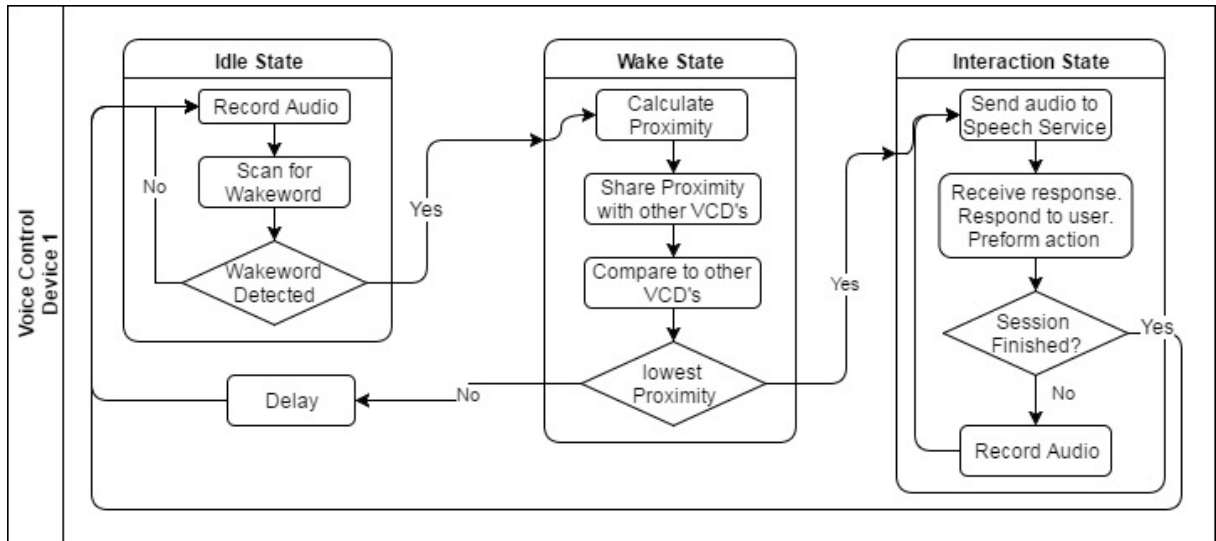 Voice Control
Device 1
Idle State
Record Audio
Scan for
Wakeword
No
Wakeword
Detected
Yes
Delay
Wake State
Calculate
Proximity
Share Proximity
with other VCD's
Compare to other
VCD's
lowest
Proximity
No
Yes
Interaction State
Send audio to
Speech Service
Receive response.
Respond to user.
Preform action
Session
Finished?
Yes
No
Record Audio